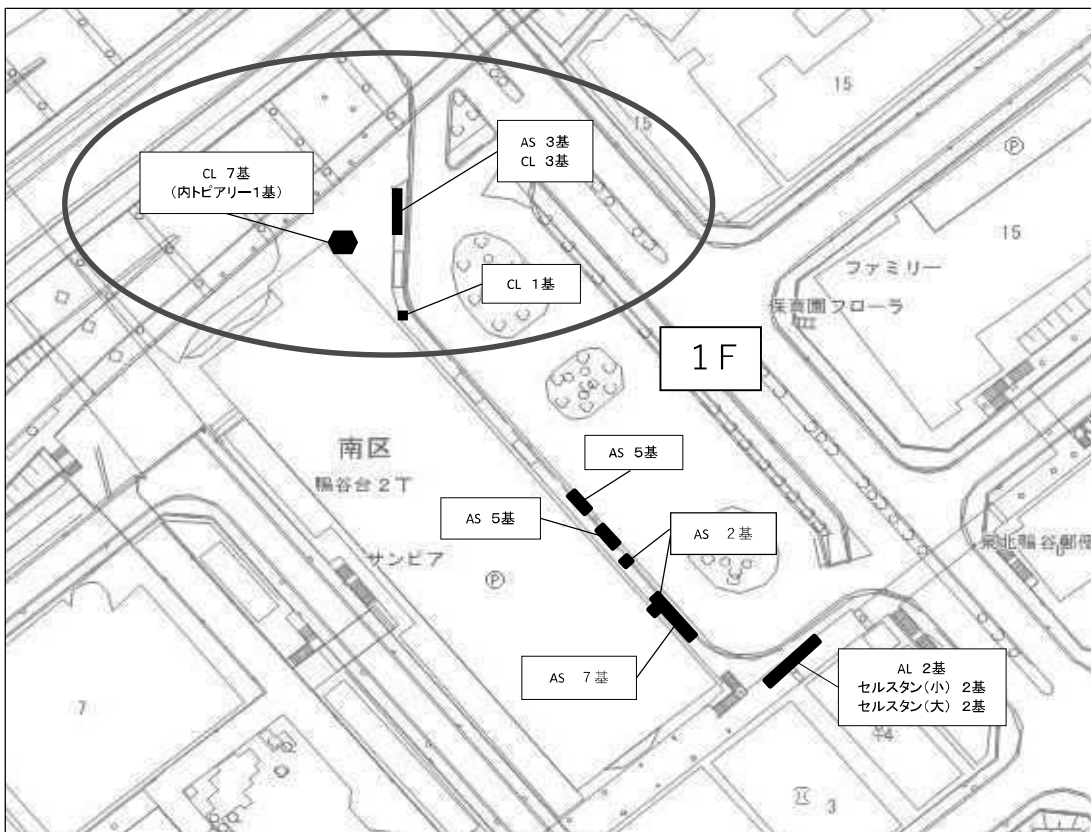 AS 3基
CL 3基
15
15
CL 7基
(内トピアリー1基)
15
ファミリー
CL 1基
保育園フローラ
1F
南区
鴨谷台2丁
AS 5基
AS 5基
AS 2基
サンピア
P
P
AS 7基
AL 2基
セルスタン(小) 2基
セルスタン(大) 2基
7
3